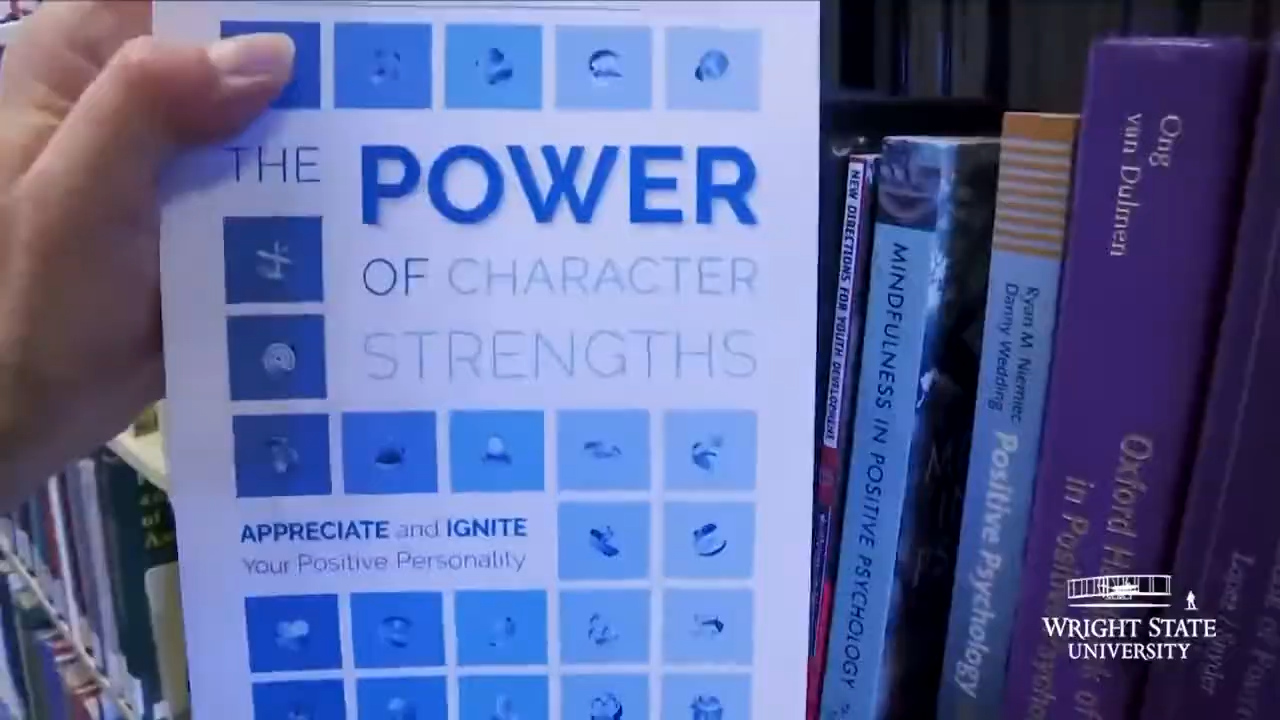 THE POWER
OF CHARACTER
STRENGTHS
APPRECIATE and IGNITE
Your Positive Personality
NEW DIRECTIONS FOR YOUTH DEVELOPMENT
MINDFULNESS IN POSITIVE PSYCHOLOGY
Ryan M. Niemiec
Danny Wedding
Positive Psychology
Ong
van Dulmen
Oxford
in
WRIGHT STATE
UNIVERSITY